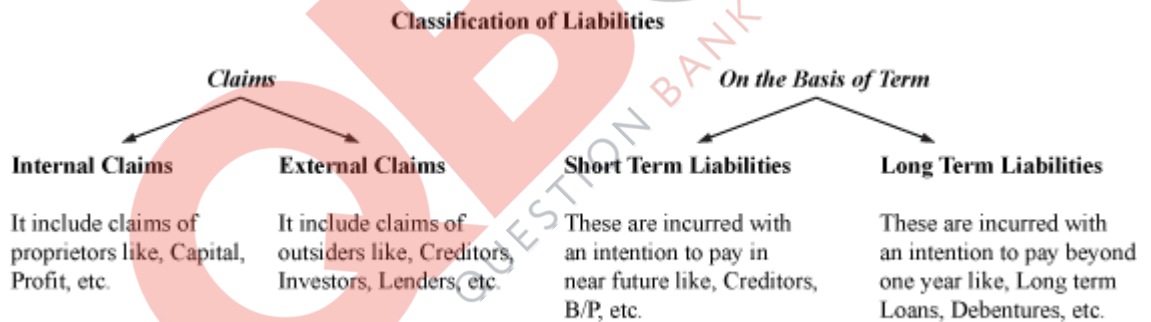 Classification of Liabilities
Claims
On the Basis of Term
Internal Claims
External Claims
Short Term Liabilities
Long Term Liabilities
It include claims of
proprietors like, Capital,
Profit, etc.
It include claims of
outsiders like, Creditors,
Investors, Lenders, etc.
These are incurred with
an intention to pay in
near future like, Creditors,
B/P, etc.
These are incurred with
an intention to pay beyond
one year like, Long term
Loans, Debentures, etc.
QUESTION BANK